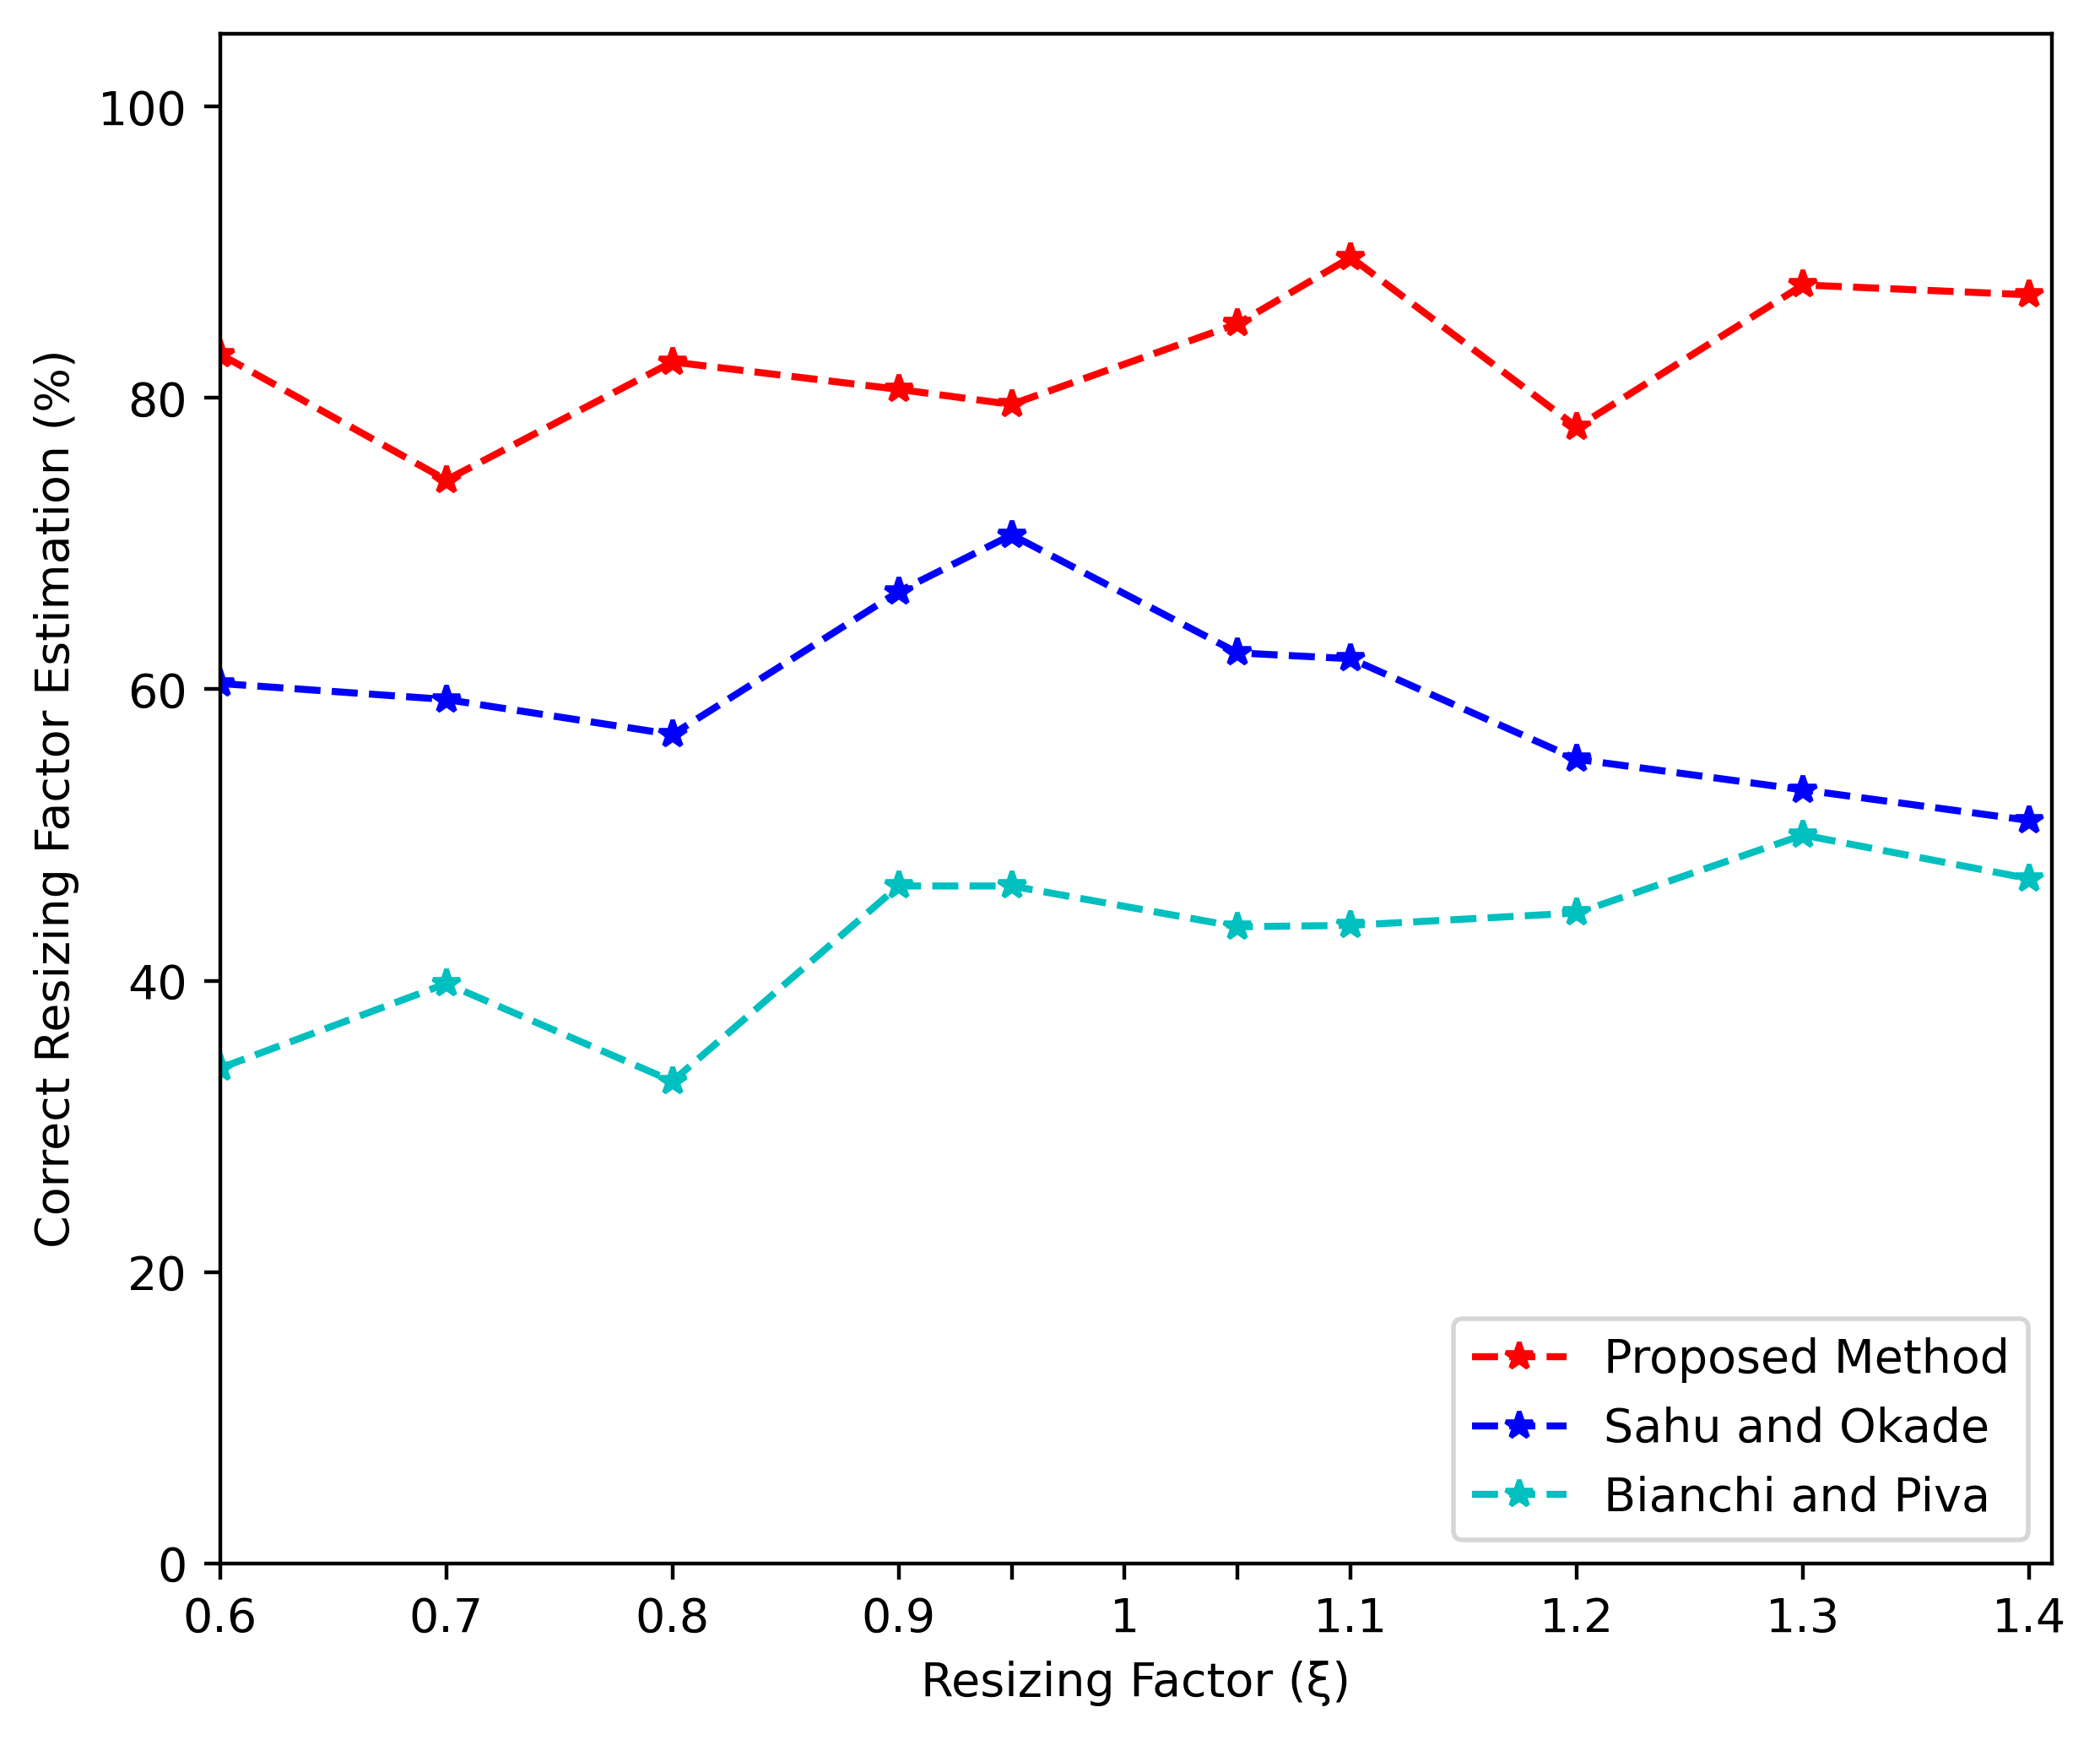 Correct Resizing Factor Estimation (%)
100
80
60
40
20
0
0.6 0.7 0.8 0.9 1 1.1 1.2 1.3 1.4
Resizing Factor (ξ)
Proposed Method
Sahu and Okade
Bianchi and Piva